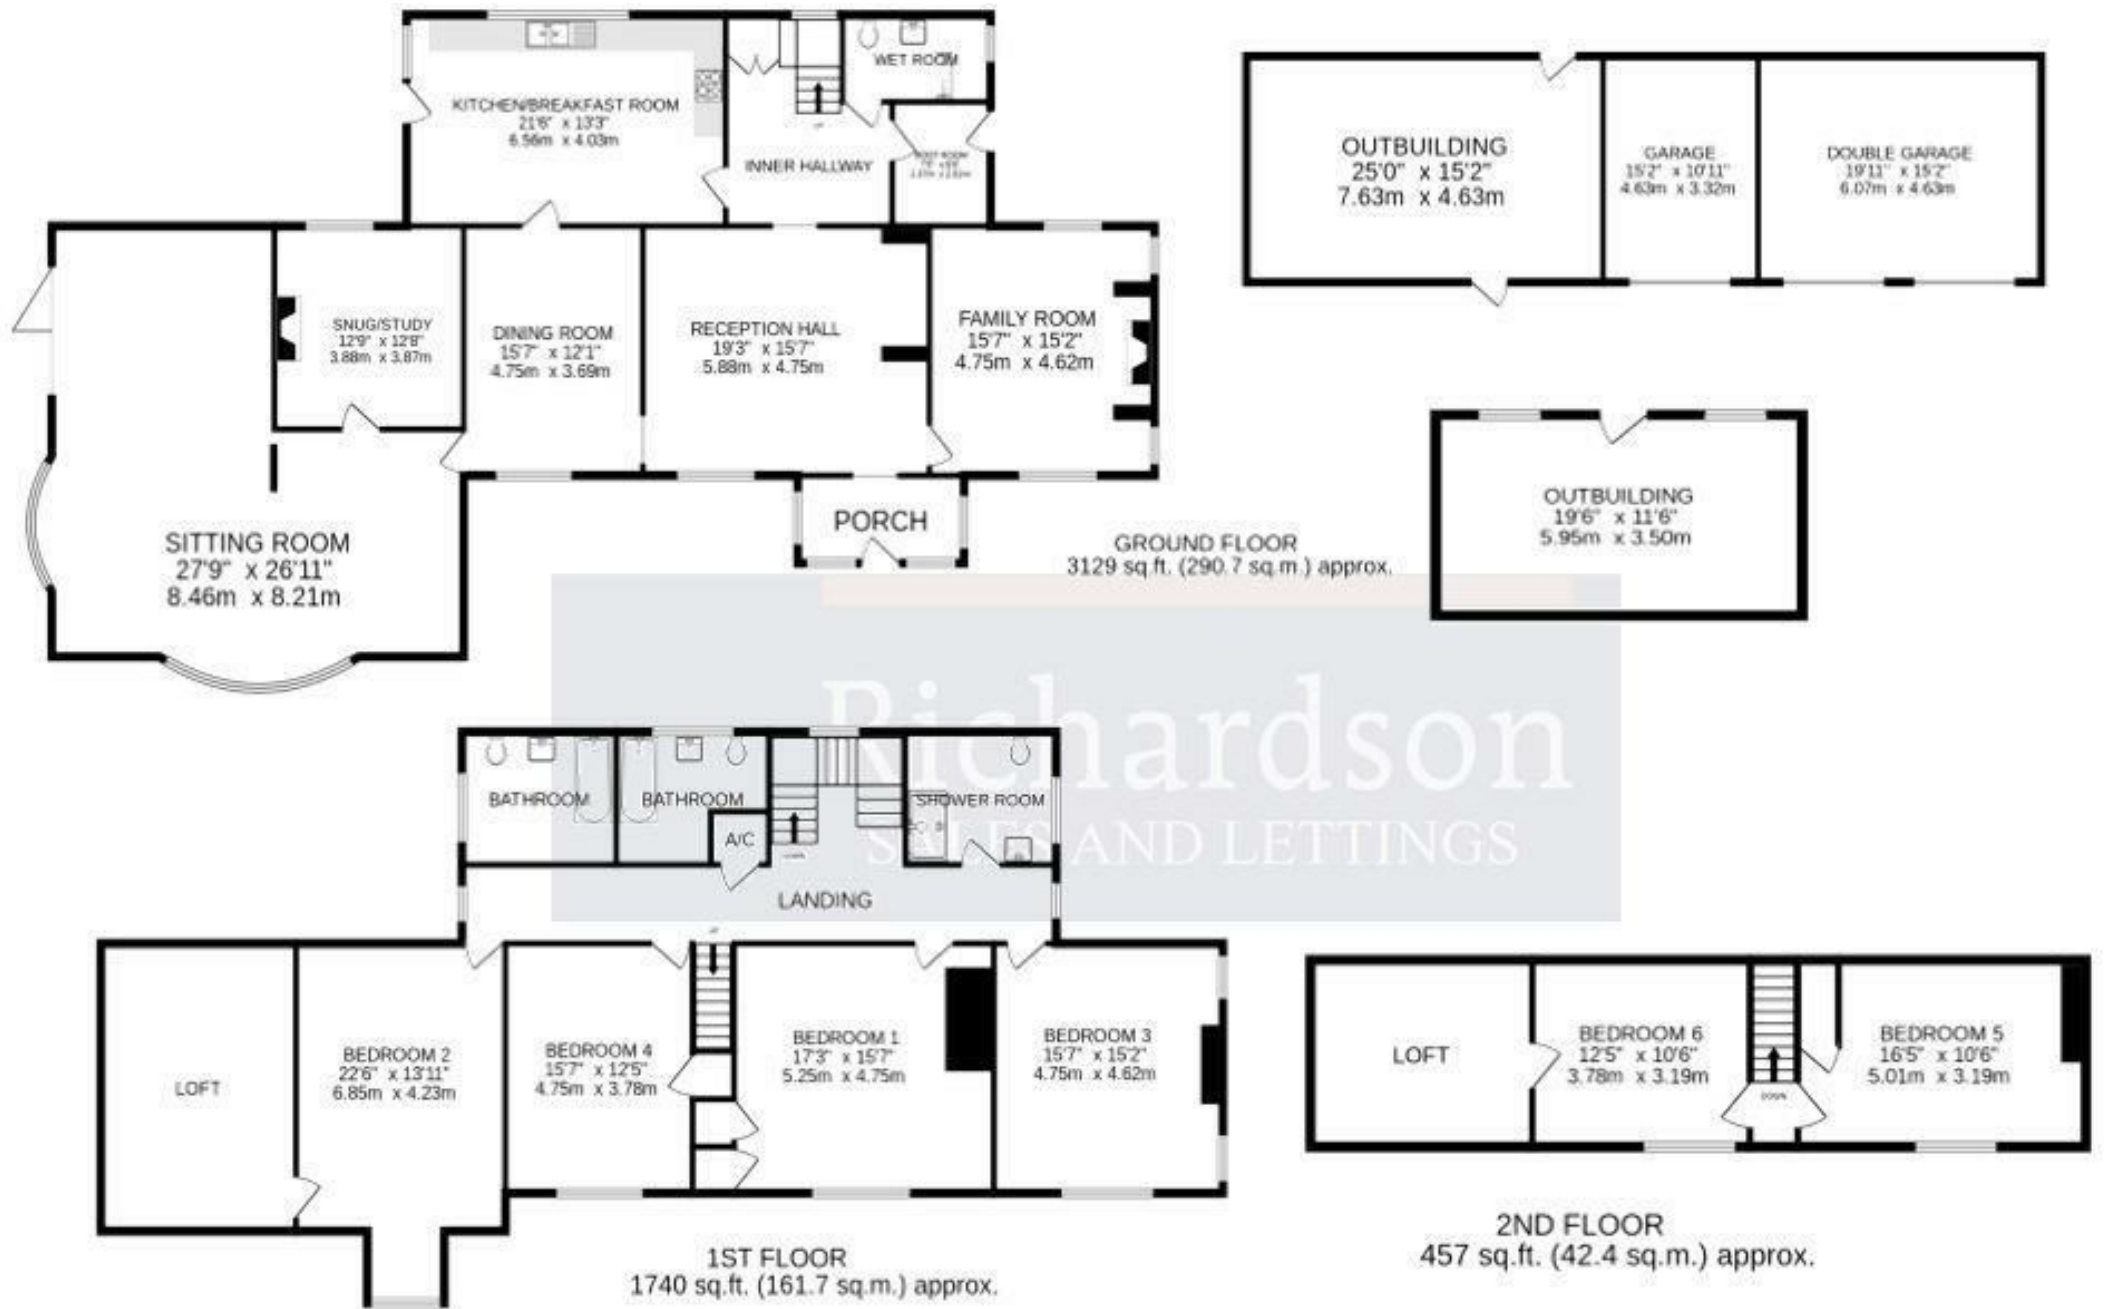 KITCHEN/BREAKFAST ROOM
21'6" x 13'3"
6.56m x 4.03m
WET ROOM
UP
INNER HALLWAY
BOOT ROOM
OUTBUILDING
25'0" x 15'2"
7.63m x 4.63m
GARAGE
15'2" x 10'11"
4.63m x 3.32m
DOUBLE GARAGE
19'11" x 15'2"
6.07m x 4.63m
SNUG/STUDY
12'9" x 12'8"
3.88m x 3.87m
DINING ROOM
15'7" x 12'1"
4.75m x 3.69m
RECEPTION HALL
19'3" x 15'7"
5.88m x 4.75m
FAMILY ROOM
15'7" x 15'2"
4.75m x 4.62m
SITTING ROOM
27'9" x 26'11"
8.46m x 8.21m
PORCH
GROUND FLOOR
3129 sq.ft. (290.7 sq.m.) approx.
OUTBUILDING
19'6" x 11'6"
5.95m x 3.50m
Richardson
SALES AND LETTINGS
BATHROOM
BATHROOM
A/C
DOWN
SHOWER ROOM
LANDING
UP
LOFT
BEDROOM 2
22'6" x 13'11"
6.85m x 4.23m
BEDROOM 4
15'7" x 12'5"
4.75m x 3.78m
BEDROOM 1
17'3" x 15'7"
5.25m x 4.75m
BEDROOM 3
15'7" x 15'2"
4.75m x 4.62m
1ST FLOOR
1740 sq.ft. (161.7 sq.m.) approx.
LOFT
BEDROOM 6
12'5" x 10'6"
3.78m x 3.19m
DOWN
BEDROOM 5
16'5" x 10'6"
5.01m x 3.19m
2ND FLOOR
457 sq.ft. (42.4 sq.m.) approx.